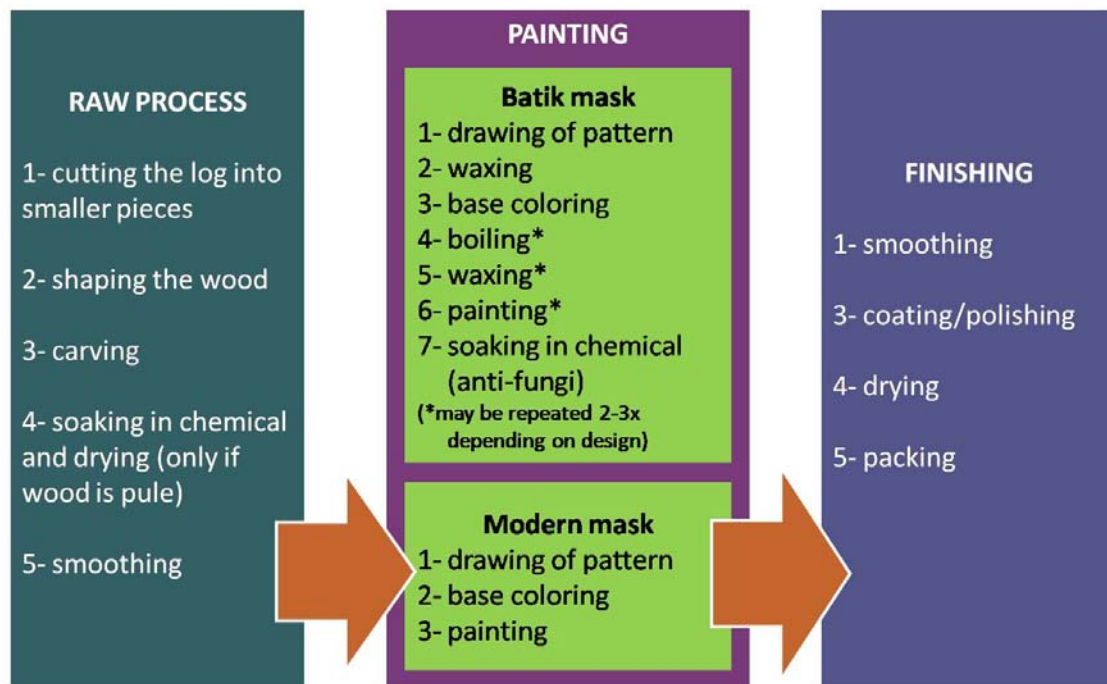 RAW PROCESS
1- cutting the log into
smaller pieces
2- shaping the wood
3- carving
4- soaking in chemical
and drying (only if
wood is pule)
5- smoothing
PAINTING
Batik mask
1- drawing of pattern
2- waxing
3- base coloring
4- boiling*
5- waxing*
6- painting*
7- soaking in chemical
(anti-fungi)
(*may be repeated 2-3x
depending on design)
Modern mask
1- drawing of pattern
2- base coloring
3- painting
FINISHING
1- smoothing
3- coating/polishing
4- drying
5- packing